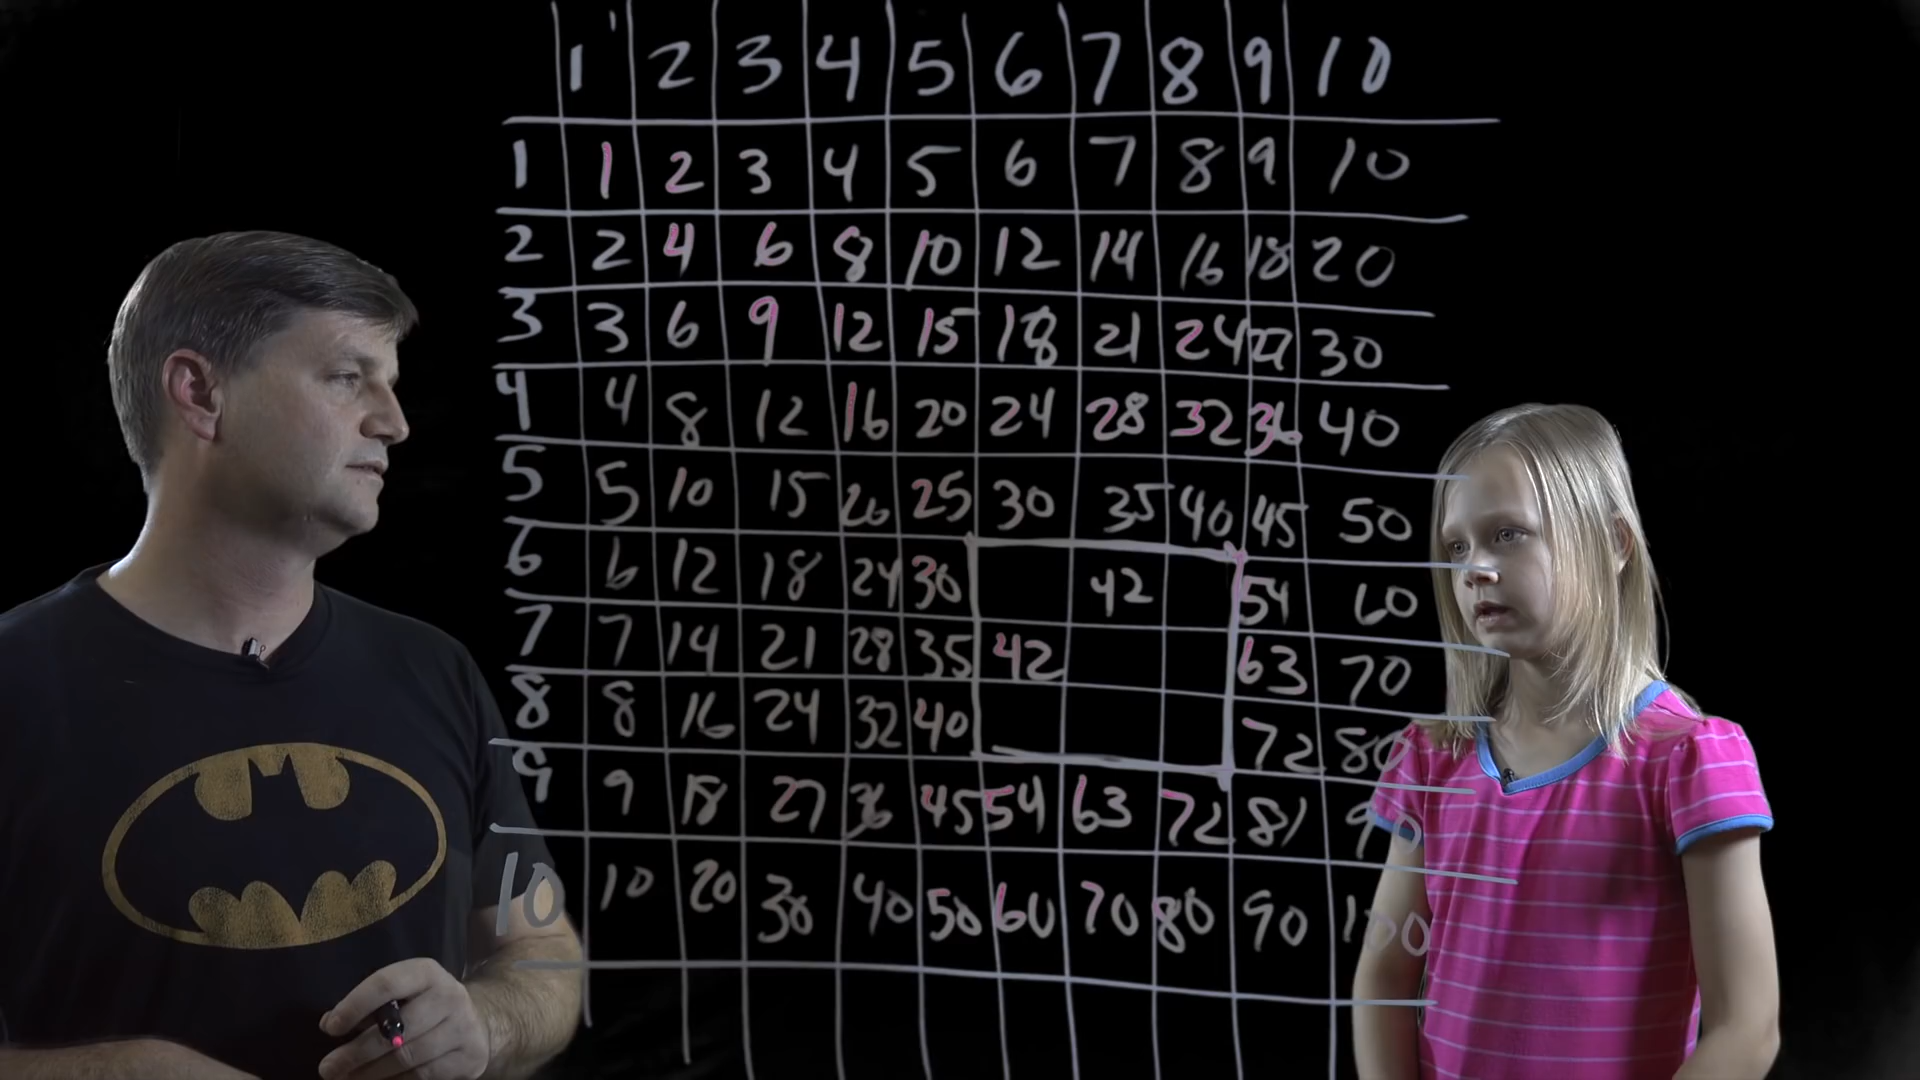 1 2 3 4 5 6 7 8 9 10
1 1 2 3 4 5 6 7 8 9 10
2 2 4 6 8 10 12 14 16 18 20
3 3 6 9 12 15 18 21 24 27 30
4 4 8 12 16 20 24 28 32 36 40
5 5 10 15 20 25 30 35 40 45 50
6 6 12 18 24 30 42 54 60
7 7 14 21 28 35 42 63 70
8 8 16 24 32 40 72 80
9 9 18 27 36 45 54 63 72 81 90
10 10 20 30 40 50 60 70 80 90 100